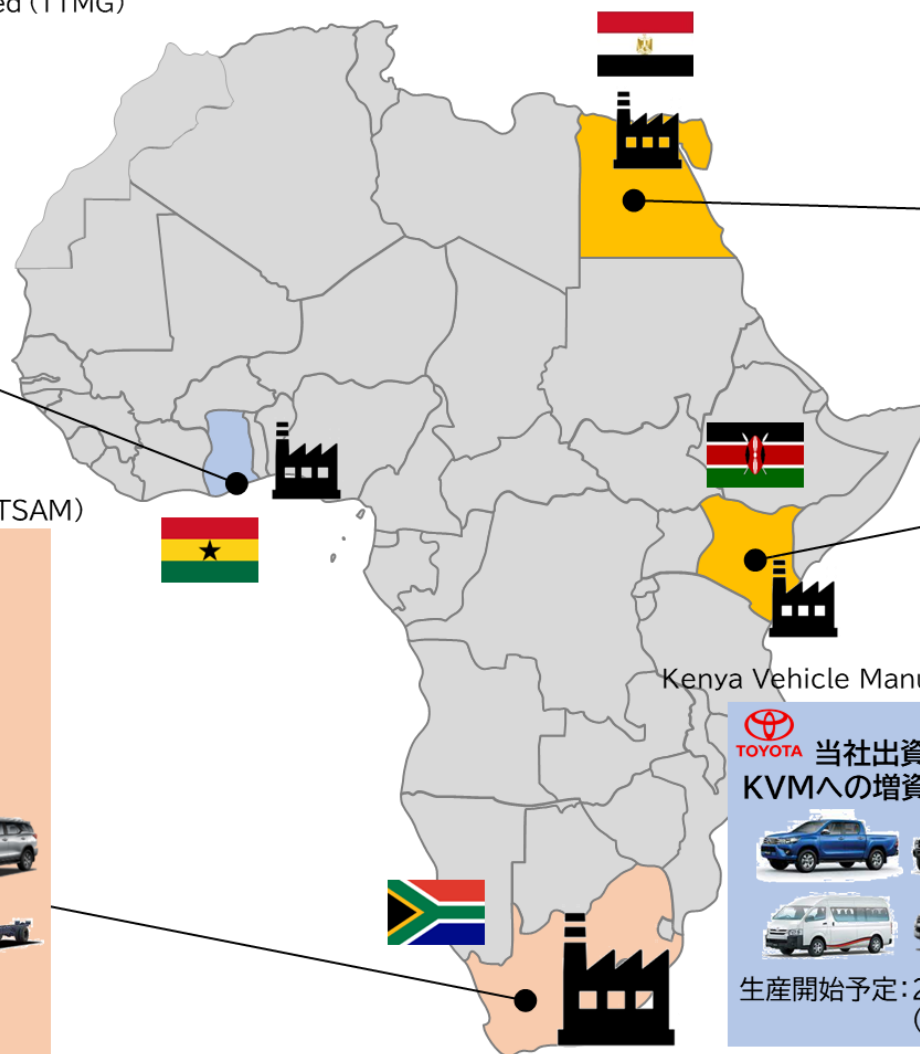 ed (TTMG)
TSAM)
Kenya Vehicle Manu
TOYOTA
当社出資
KVMへの増資
生産開始予定:2
(